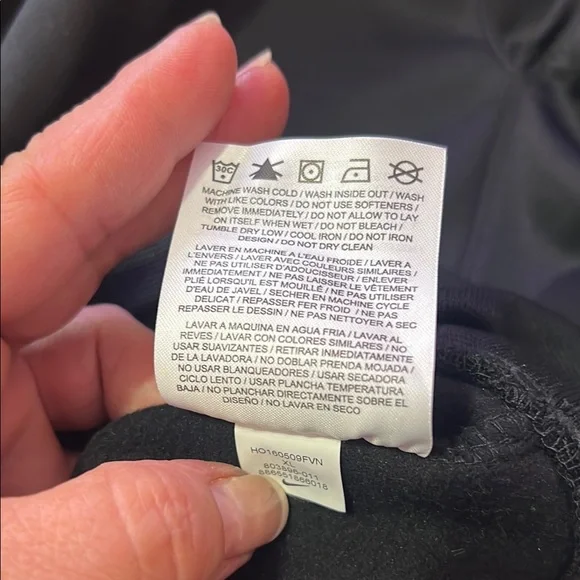 30C
MACHINE WASH COLD / WASH INSIDE OUT / WASH
WITH LIKE COLORS / DO NOT USE SOFTENERS /
REMOVE IMMEDIATELY / DO NOT ALLOW TO LAY
ON ITSELF WHEN WET / DO NOT BLEACH /
TUMBLE DRY LOW / COOL IRON / DO NOT IRON
DESIGN / DO NOT DRY CLEAN
LAVER EN MACHINE A L'EAU FROIDE / LAVER A
L'ENVERS / LAVER AVEC COULEURS SIMILAIRES /
NE PAS UTILISER D'ADOUCISSEUR / ENLEVER
IMMEDIATEMENT / NE PAS LAISSER LE VÊTEMENT
PLIÉ LORSQU'IL EST MOUILLÉ / NE PAS UTILISER
D'EAU DE JAVEL / SECHER EN MACHINE CYCLE
DELICAT / REPASSER FER FROID / NE PAS
REPASSER LE DESSIN / NE PAS NETTOYER A SEC
LAVAR A MAQUINA EN AGUA FRIA / LAVAR AL
REVES / LAVAR CON COLORES SIMILARES / NO
USAR SUAVIZANTES / RETIRAR INMEDIATAMENTE
DE LA LAVADORA / NO DOBLAR PRENDA MOJADA /
NO USAR BLANQUEADORES / USAR SECADORA
CICLO LENTO / USAR PLANCHA TEMPERATURA
BAJA / NO PLANCHAR DIRECTAMENTE SOBRE EL
DISEÑO / NO LAVAR EN SECO
HO160509FVN
XL
803896-011
886551866018